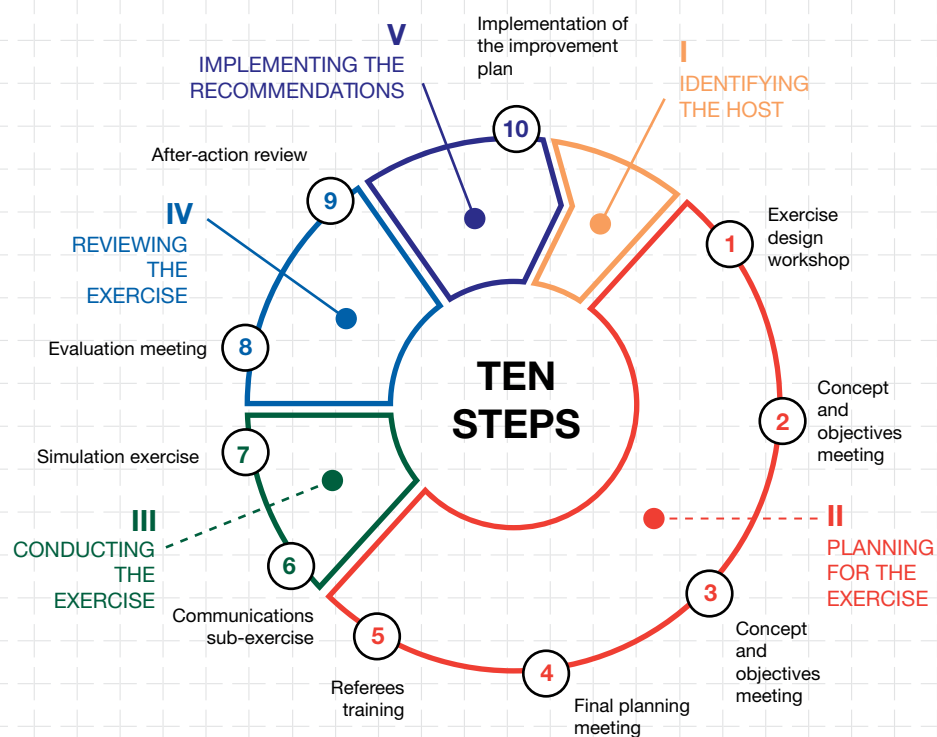 TEN
STEPS
I
IDENTIFYING
THE HOST
1
Exercise
design
workshop
2
Concept
and
objectives
meeting
II
PLANNING
FOR THE
EXERCISE
3
Concept
and
objectives
meeting
4
Final planning
meeting
5
Referees
training
III
CONDUCTING
THE
EXERCISE
6
Communications
sub-exercise
7
Simulation exercise
IV
REVIEWING
THE
EXERCISE
8
Evaluation meeting
9
After-action review
V
IMPLEMENTING THE
RECOMMENDATIONS
10
Implementation of
the improvement
plan